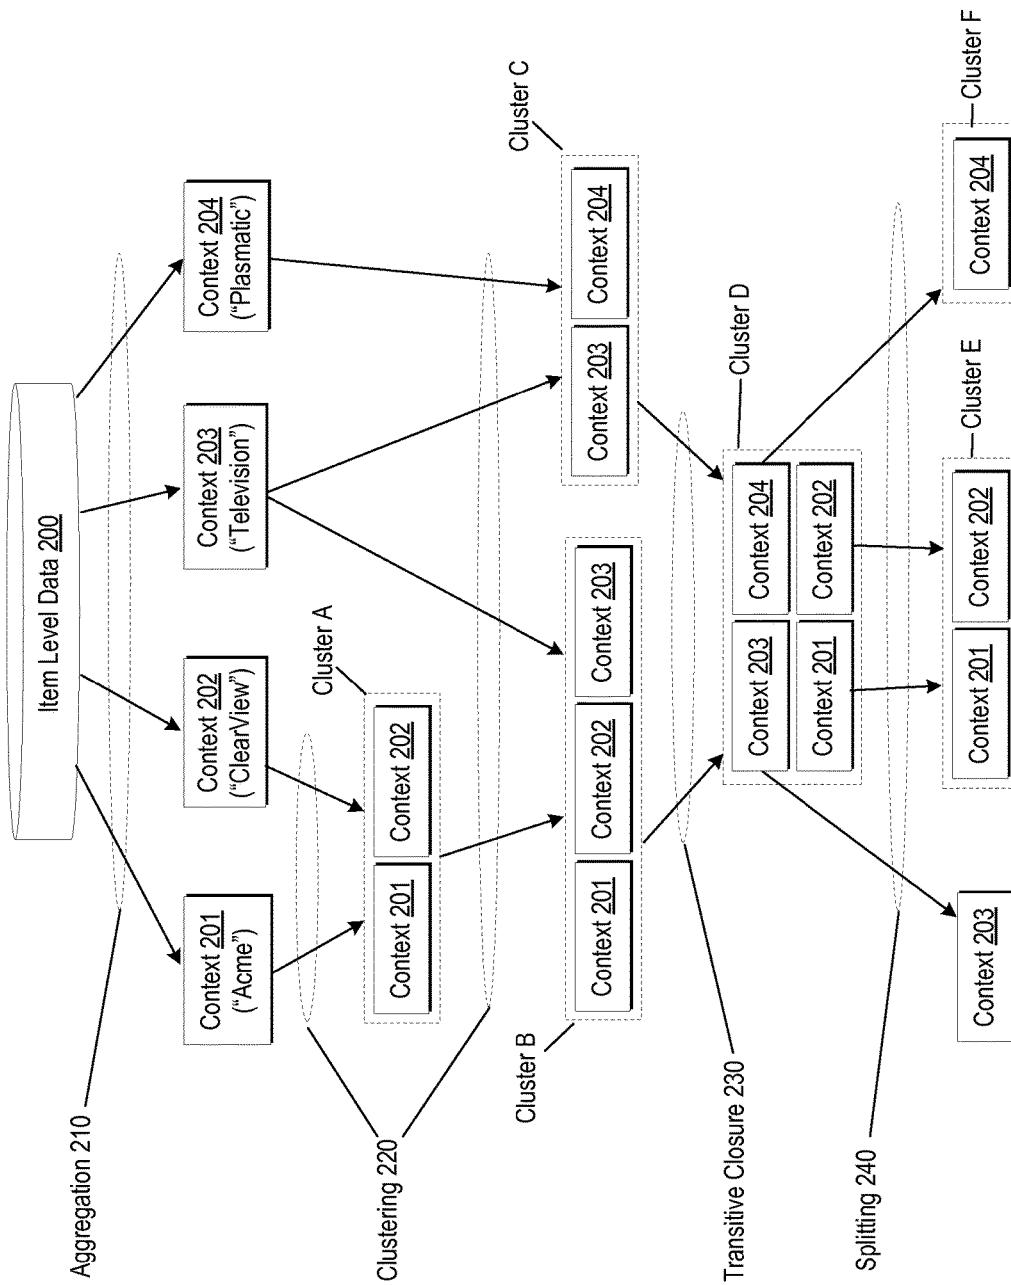 Item Level Data 200
Aggregation 210
Context 201
("Acme")
Context 202
("ClearView")
Context 203
("Television")
Context 204
("Plasmatic")
Clustering 220
Cluster A
Context 201
Context 202
Cluster B
Context 201
Context 202
Context 203
Cluster C
Context 203
Context 204
Transitive Closure 230
Cluster D
Context 203
Context 204
Context 201
Context 202
Splitting 240
Context 203
Cluster E
Context 201
Context 202
Cluster F
Context 204